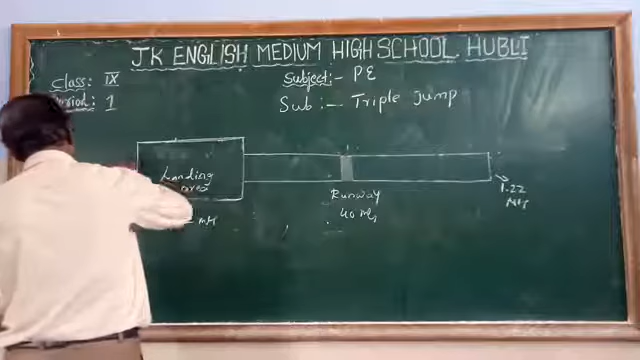 JK ENGLISH MEDIUM HIGH SCHOOL HUBLI
Class: IX
Subject:- PE
Period: 1
Sub:- Triple jump
Landing
area
Runway
40 Mts
1.22
Mts
mts